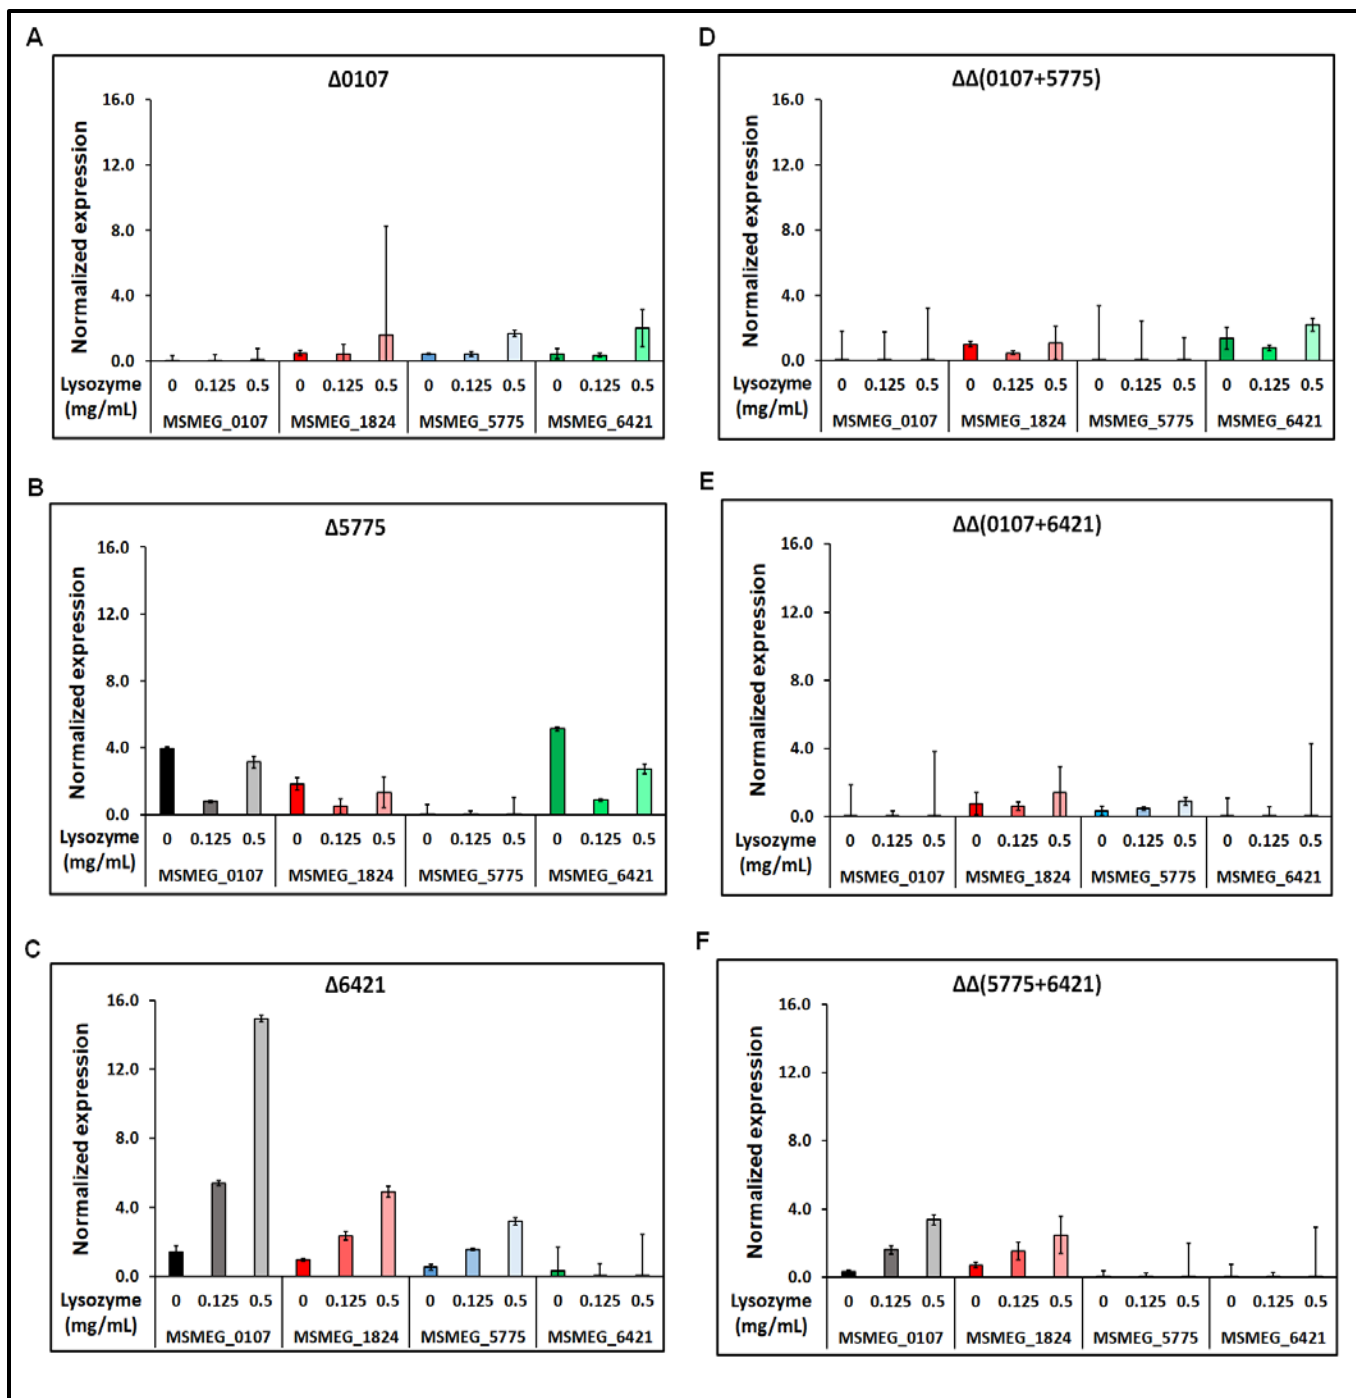 A
Δ0107
Normalized expression
16.0
12.0
8.0
4.0
0.0
Lysozyme (mg/mL)
0 0.125 0.5 0 0.125 0.5 0 0.125 0.5 0 0.125 0.5
MSMEG_0107 MSMEG_1824 MSMEG_5775 MSMEG_6421
B
Δ5775
Normalized expression
16.0
12.0
8.0
4.0
0.0
Lysozyme (mg/mL)
0 0.125 0.5 0 0.125 0.5 0 0.125 0.5 0 0.125 0.5
MSMEG_0107 MSMEG_1824 MSMEG_5775 MSMEG_6421
C
Δ6421
Normalized expression
16.0
12.0
8.0
4.0
0.0
Lysozyme (mg/mL)
0 0.125 0.5 0 0.125 0.5 0 0.125 0.5 0 0.125 0.5
MSMEG_0107 MSMEG_1824 MSMEG_5775 MSMEG_6421
D
ΔΔ(0107+5775)
Normalized expression
16.0
12.0
8.0
4.0
0.0
Lysozyme (mg/mL)
0 0.125 0.5 0 0.125 0.5 0 0.125 0.5 0 0.125 0.5
MSMEG_0107 MSMEG_1824 MSMEG_5775 MSMEG_6421
E
ΔΔ(0107+6421)
Normalized expression
16.0
12.0
8.0
4.0
0.0
Lysozyme (mg/mL)
0 0.125 0.5 0 0.125 0.5 0 0.125 0.5 0 0.125 0.5
MSMEG_0107 MSMEG_1824 MSMEG_5775 MSMEG_6421
F
ΔΔ(5775+6421)
Normalized expression
16.0
12.0
8.0
4.0
0.0
Lysozyme (mg/mL)
0 0.125 0.5 0 0.125 0.5 0 0.125 0.5 0 0.125 0.5
MSMEG_0107 MSMEG_1824 MSMEG_5775 MSMEG_6421